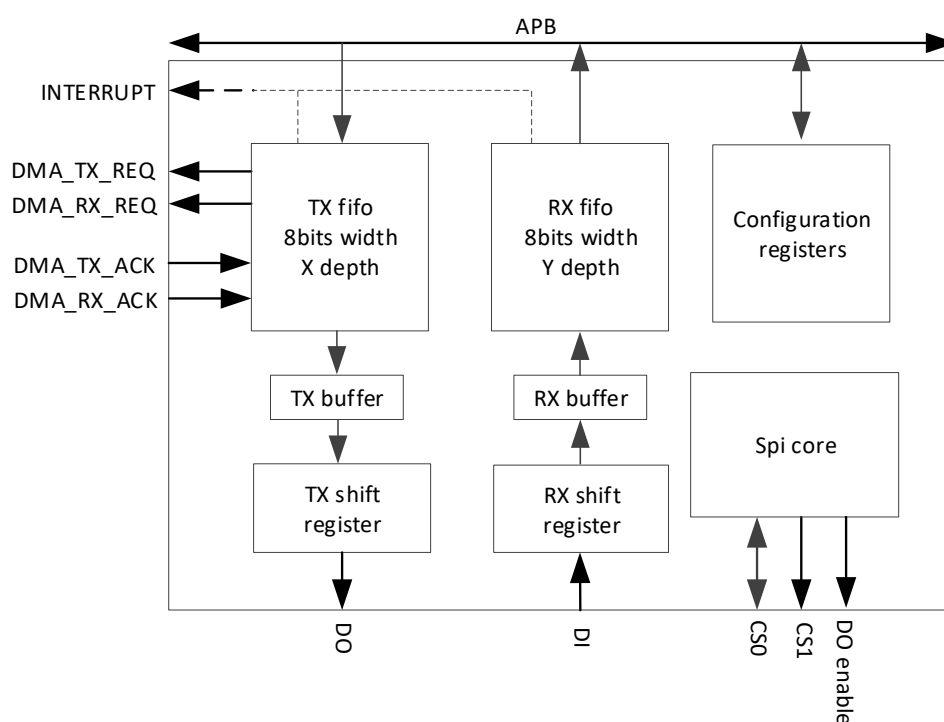 APB
INTERRUPT
DMA_TX_REQ
DMA_RX_REQ
DMA_TX_ACK
DMA_RX_ACK
TX fifo
8bits width
X depth
RX fifo
8bits width
Y depth
Configuration
registers
TX buffer
RX buffer
Spi core
TX shift
register
RX shift
register
DO
DI
CS0
CS1
DO enable